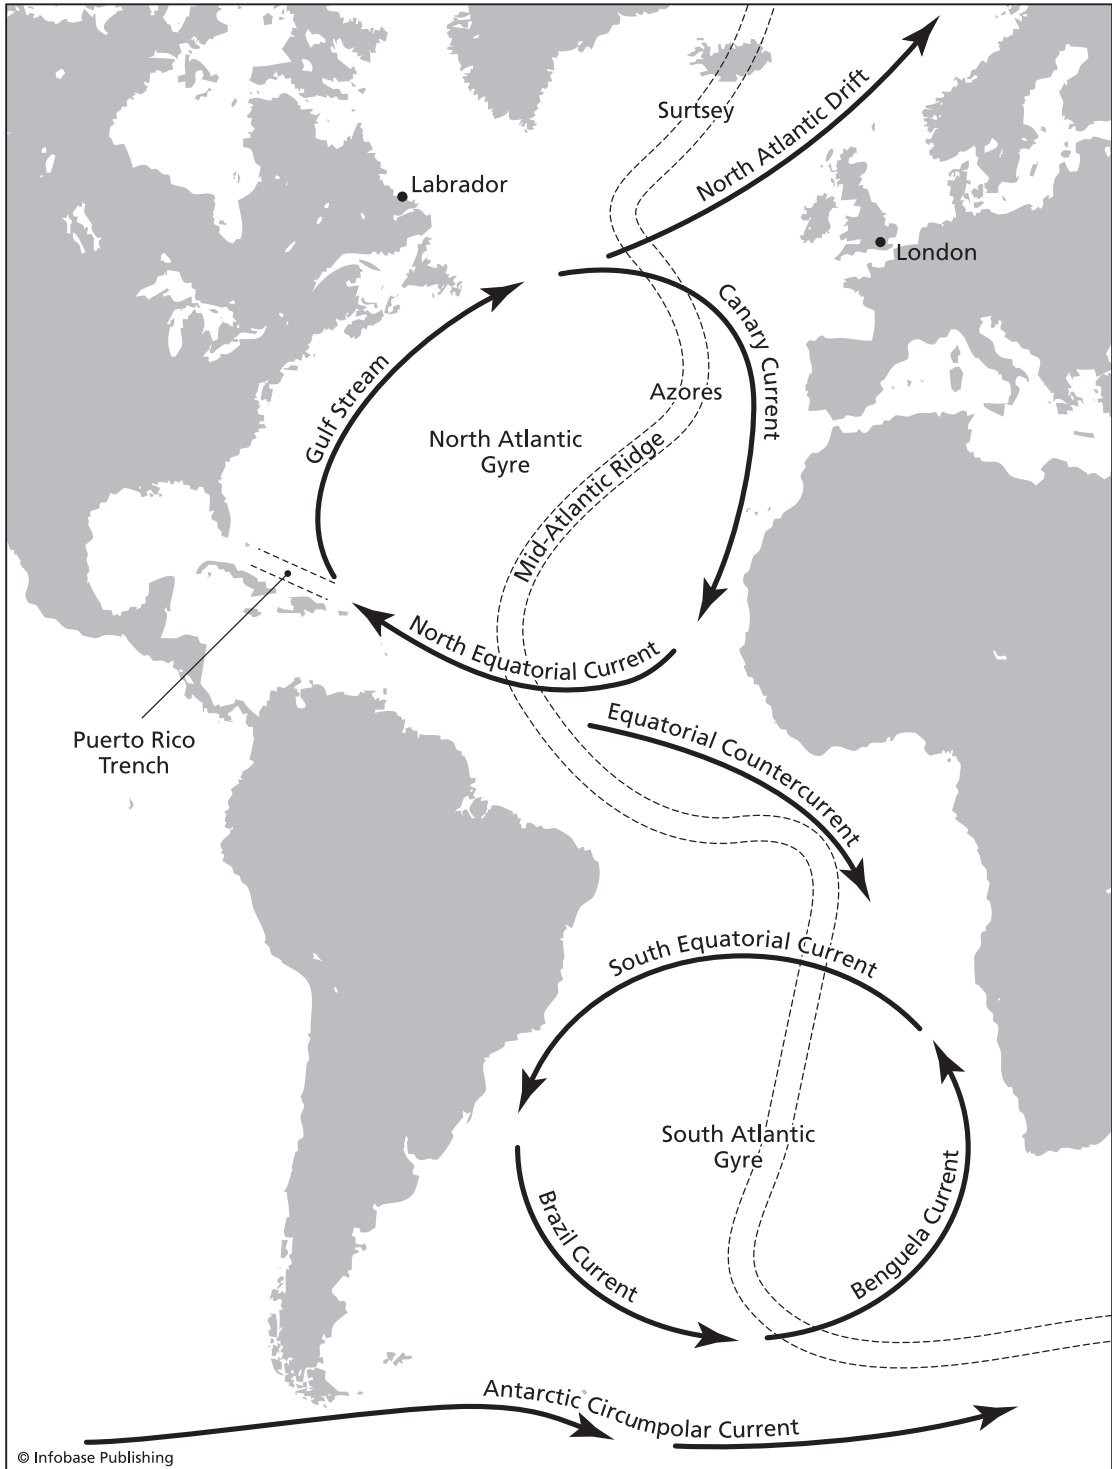 Surtsey
North Atlantic Drift
Labrador
London
Canary Current
Gulf Stream
Azores
North Atlantic
Gyre
Mid-Atlantic Ridge
North Equatorial Current
Puerto Rico
Trench
Equatorial Countercurrent
South Equatorial Current
South Atlantic
Gyre
Brazil Current
Benguela Current
Antarctic Circumpolar Current
© Infobase Publishing